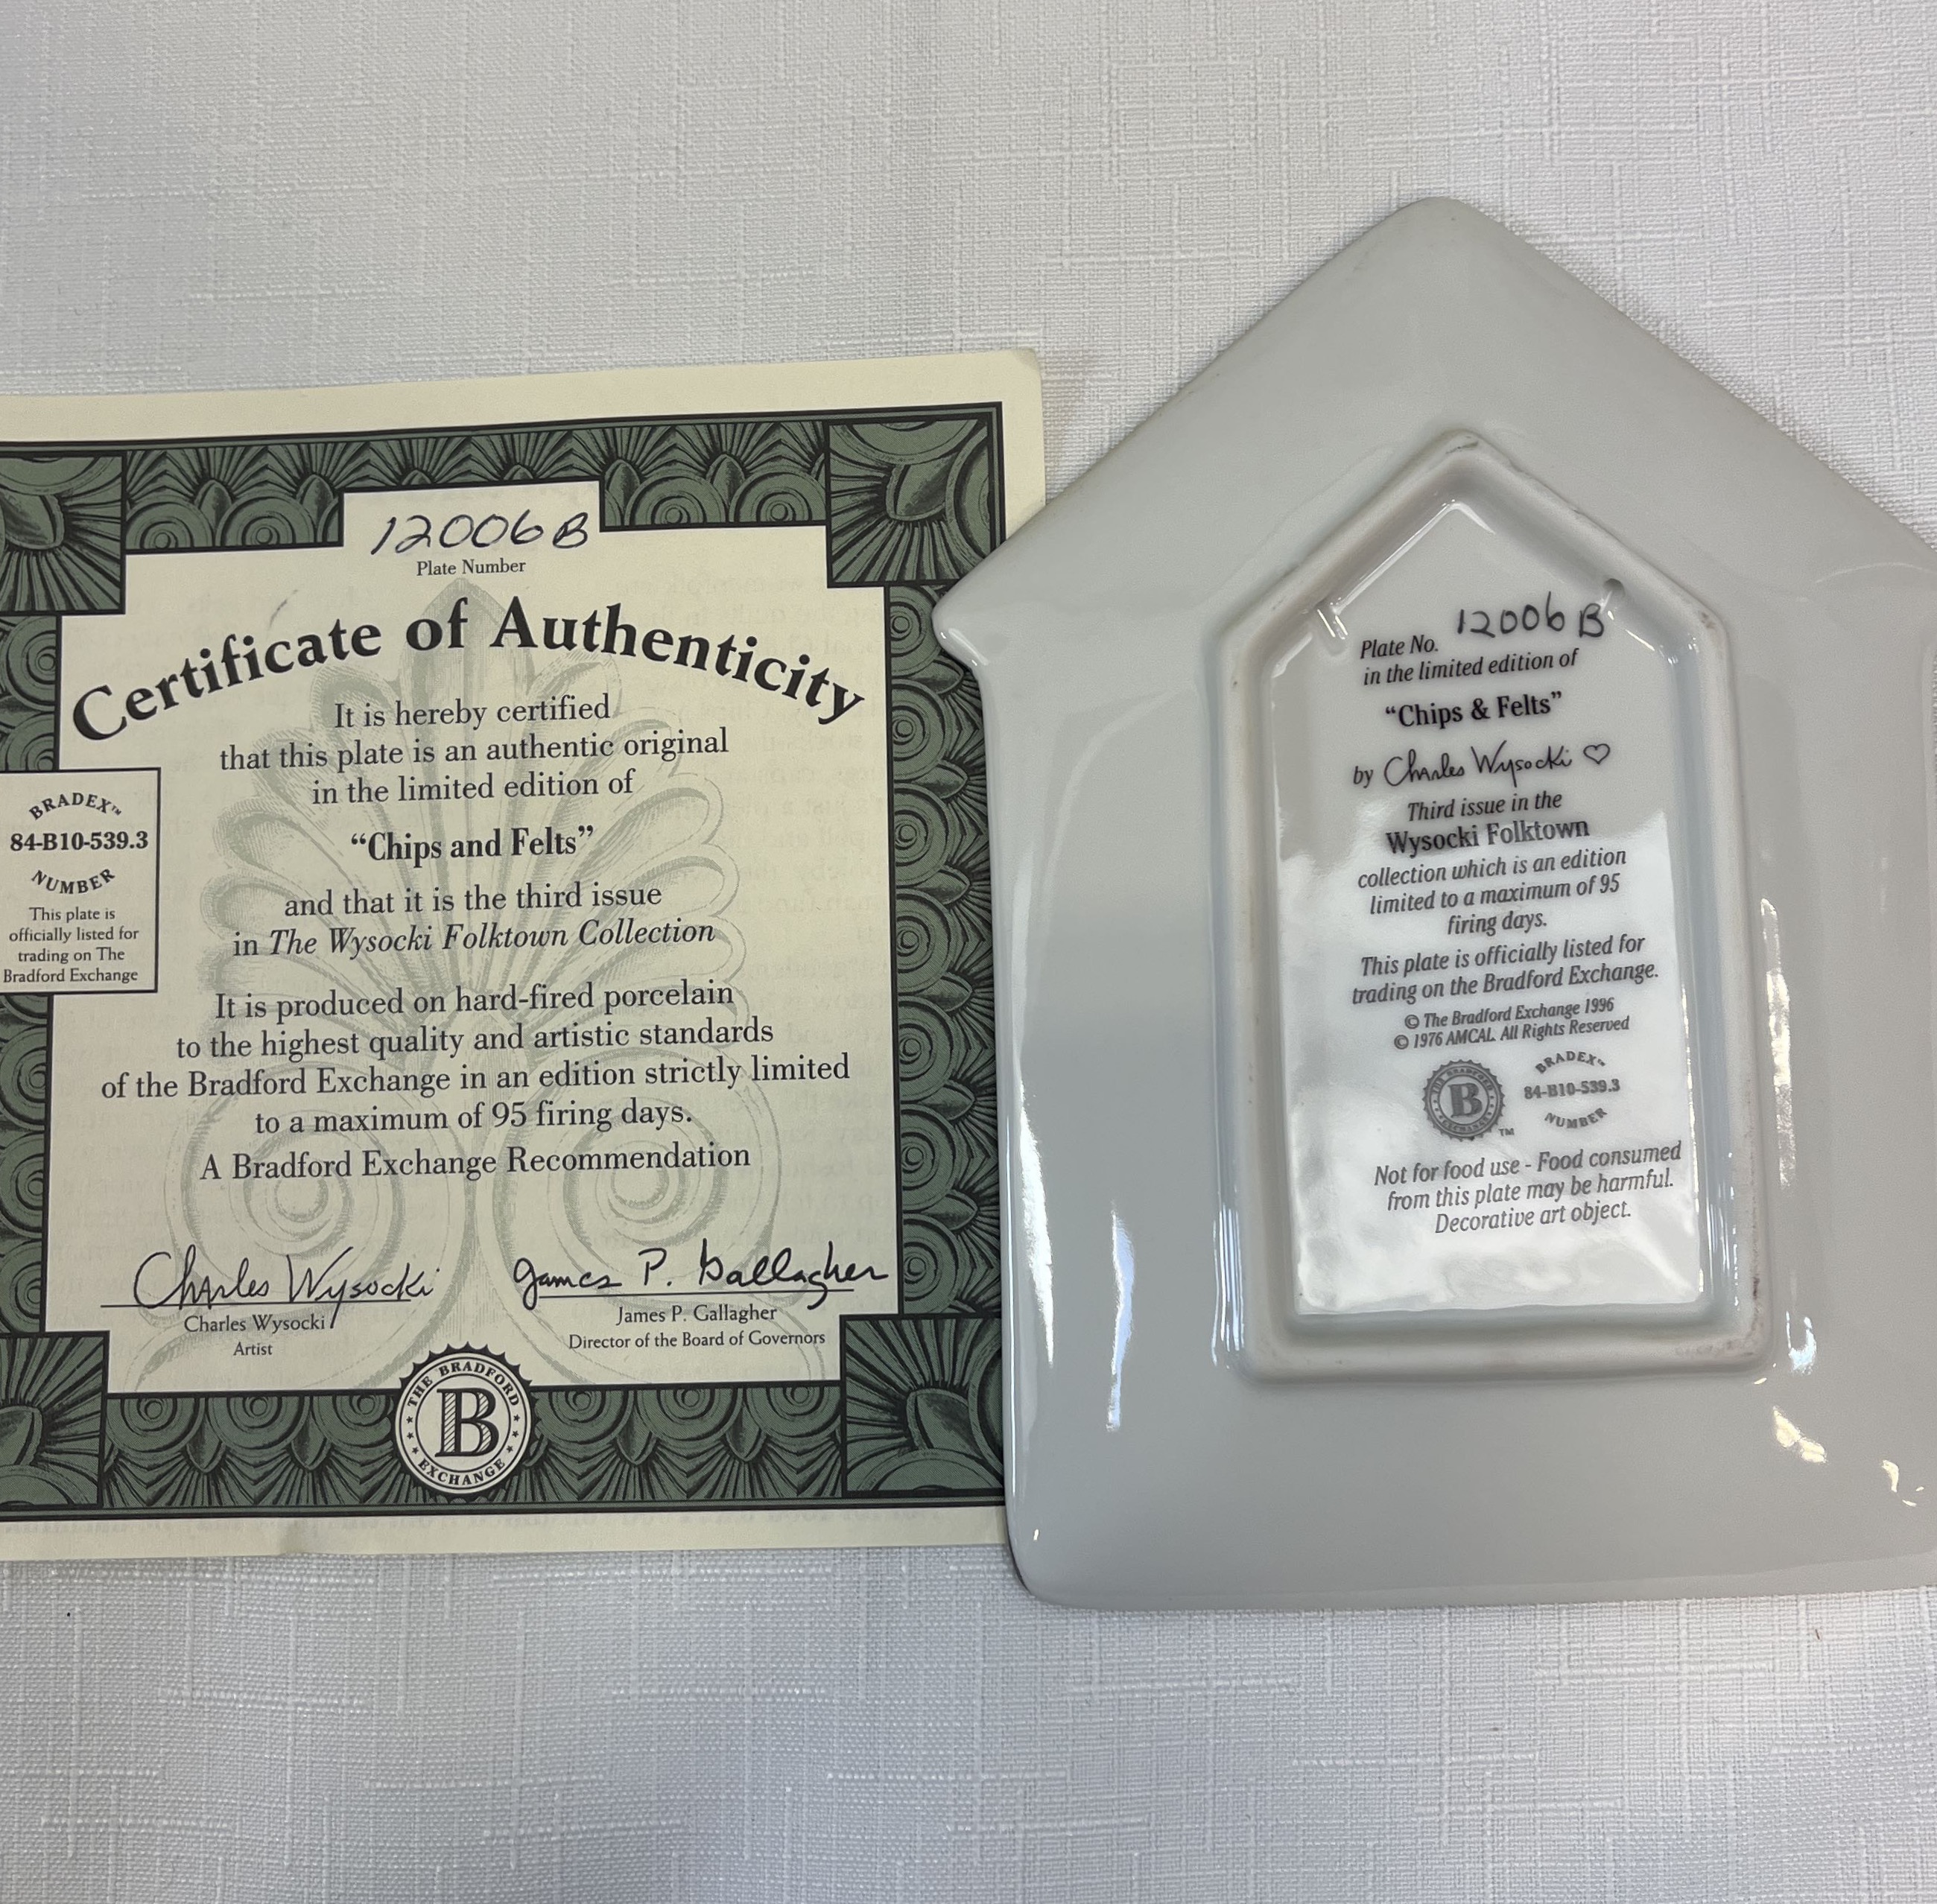 12006B
Plate Number
Certificate of Authenticity
It is hereby certified
that this plate is an authentic original
in the limited edition of
“Chips and Felts”
and that it is the third issue
in The Wysocki Folktown Collection
It is produced on hard-fired porcelain
to the highest quality and artistic standards
of the Bradford Exchange in an edition strictly limited
to a maximum of 95 firing days.
A Bradford Exchange Recommendation
BRADEX™
84-B10-539.3
NUMBER
This plate is
officially listed for
trading on The
Bradford Exchange
Charles Wysocki
Charles Wysocki
Artist
James P. Gallagher
James P. Gallagher
Director of the Board of Governors
THE BRADFORD
B
EXCHANGE
Plate No. 12006B
in the limited edition of
“Chips & Felts”
by Charles Wysocki ♡
Third issue in the
Wysocki Folktown
collection which is an edition
limited to a maximum of 95
firing days.
This plate is officially listed for
trading on the Bradford Exchange.
© The Bradford Exchange 1996
© 1976 AMCAL. All Rights Reserved
THE BRADFORD
B
EXCHANGE
™
BRADEX™
84-B10-539.3
NUMBER
Not for food use - Food consumed
from this plate may be harmful.
Decorative art object.